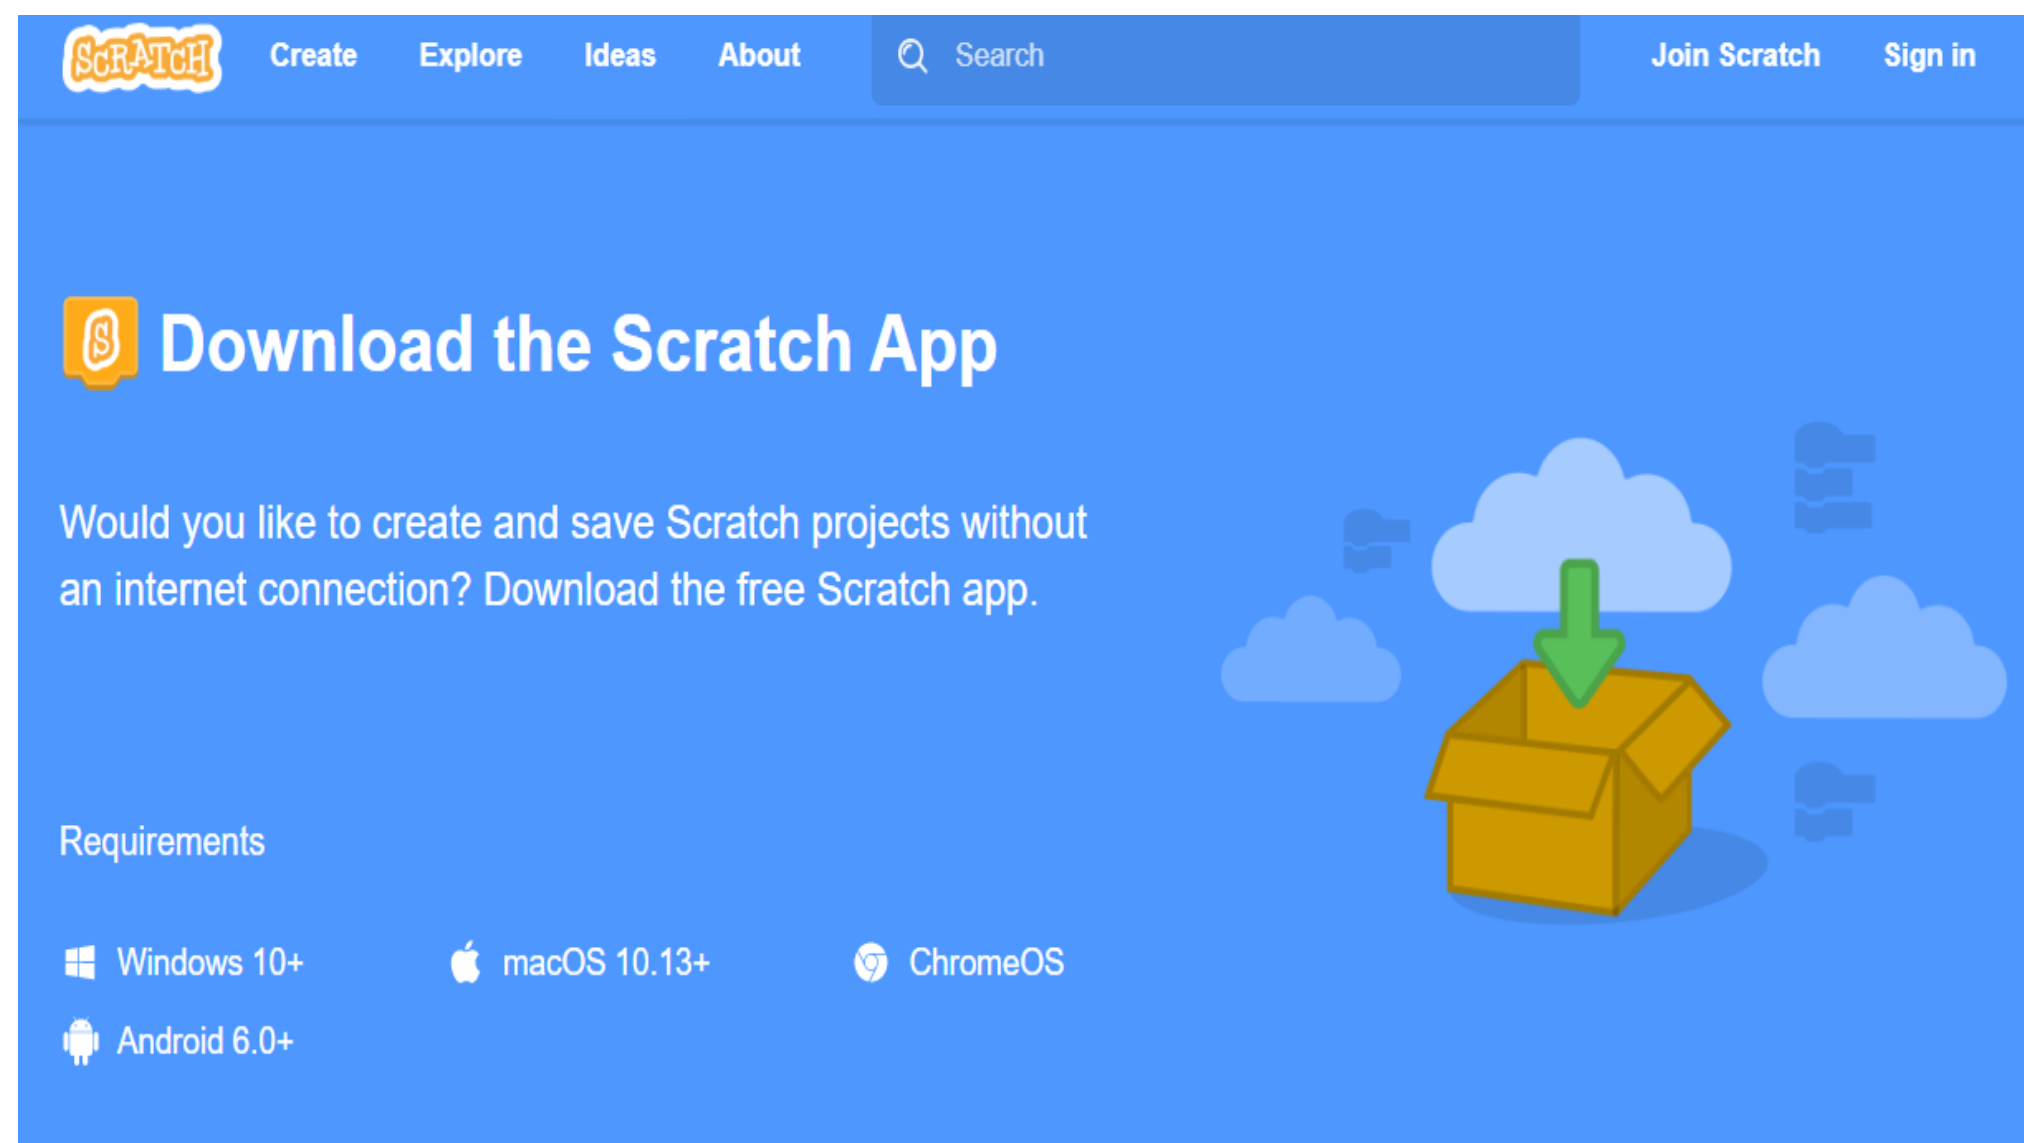 SCRATCH Create Explore Ideas About Search Join Scratch Sign in
S Download the Scratch App
Would you like to create and save Scratch projects without
an internet connection? Download the free Scratch app.
Requirements
Windows 10+ macOS 10.13+ ChromeOS
Android 6.0+